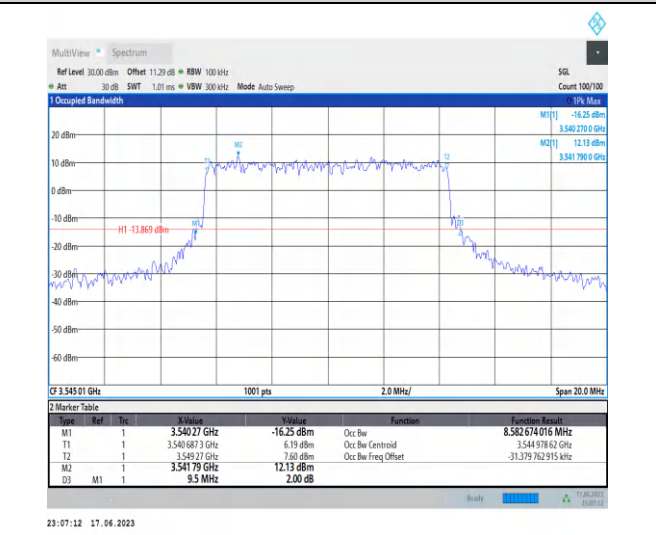 MultiView Spectrum
Ref Level 30.00 dBm Offset 11.29 dB RBW 100 kHz SGL
Att 30 dB SWT 1.01 ms VBW 300 kHz Mode Auto Sweep Count 100/100
1 Occupied Bandwidth 1Pk Max
M1[1] -16.25 dBm
3.540 270 0 GHz
M2[1] 12.13 dBm
3.541 790 0 GHz
20 dBm
M2
T1
T2
10 dBm
0 dBm
-10 dBm
M1
D3
H1 -13.869 dBm
-20 dBm
-30 dBm
-40 dBm
-50 dBm
-60 dBm
CF 3.545 01 GHz 1001 pts 2.0 MHz/ Span 20.0 MHz
2 Marker Table
Type Ref Trc X-Value Y-Value Function Function Result
M1 1 3.54027 GHz -16.25 dBm Occ Bw 8.582 674 016 MHz
T1 1 3.540 687 3 GHz 6.19 dBm Occ Bw Centroid 3.544 978 62 GHz
T2 1 3.549 27 GHz 7.60 dBm Occ Bw Freq Offset -31.379 762 915 kHz
M2 1 3.541 79 GHz 12.13 dBm
D3 M1 1 9.5 MHz 2.00 dB
Ready 17.06.2023
23:07:12
23:07:12 17.06.2023